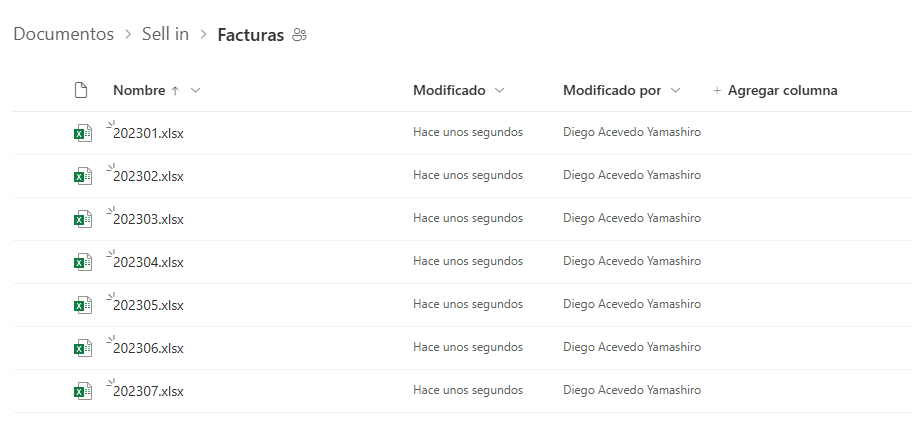 Documentos > Sell in > Facturas
Nombre ↑ Modificado Modificado por + Agregar columna
202301.xlsx Hace unos segundos Diego Acevedo Yamashiro
202302.xlsx Hace unos segundos Diego Acevedo Yamashiro
202303.xlsx Hace unos segundos Diego Acevedo Yamashiro
202304.xlsx Hace unos segundos Diego Acevedo Yamashiro
202305.xlsx Hace unos segundos Diego Acevedo Yamashiro
202306.xlsx Hace unos segundos Diego Acevedo Yamashiro
202307.xlsx Hace unos segundos Diego Acevedo Yamashiro